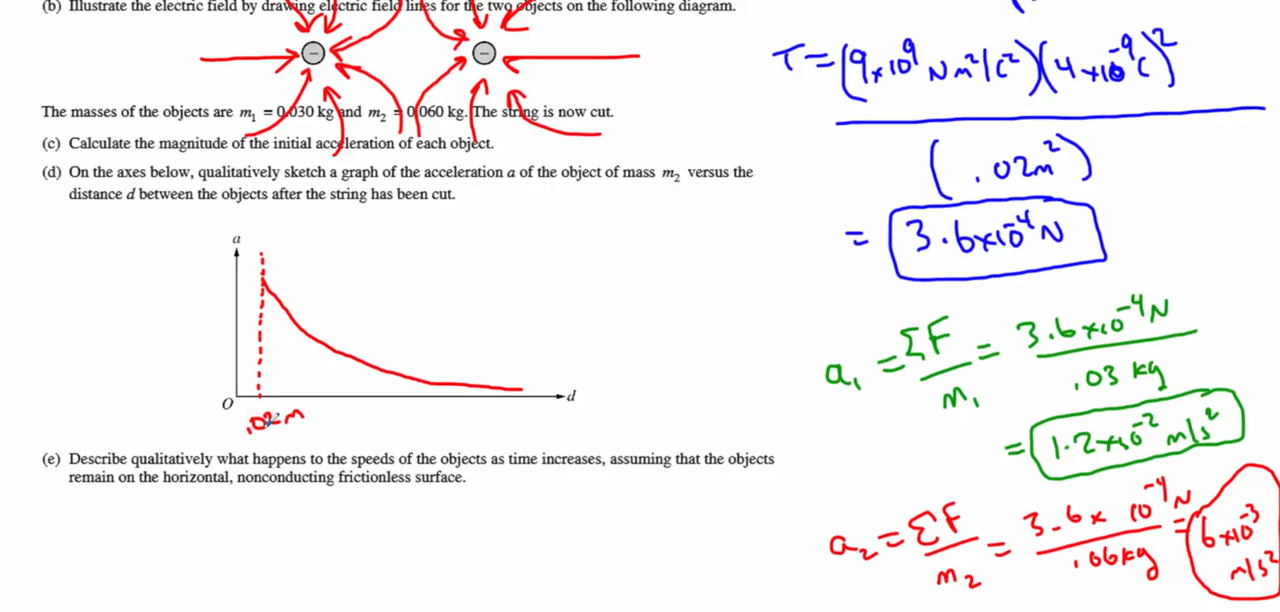 (b) Illustrate the electric field by drawing electric field lines for the two objects on the following diagram.
− −
The masses of the objects are m₁ = 0.030 kg and m₂ = 0.060 kg. The string is now cut.
(c) Calculate the magnitude of the initial acceleration of each object.
(d) On the axes below, qualitatively sketch a graph of the acceleration a of the object of mass m₂ versus the
distance d between the objects after the string has been cut.
a
O
d
.02m
(e) Describe qualitatively what happens to the speeds of the objects as time increases, assuming that the objects
remain on the horizontal, nonconducting frictionless surface.
T = (9×10⁹ Nm²/C²)(4×10⁻⁹C)²
(.02m²)
= 3.6×10⁻⁴N
a₁ = ΣF/m₁ = 3.6×10⁻⁴N/.03 kg
= 1.2×10⁻² m/s²
a₂ = ΣF/m₂ = 3.6× 10⁻⁴N/.06kg = 6×10⁻³
m/s²